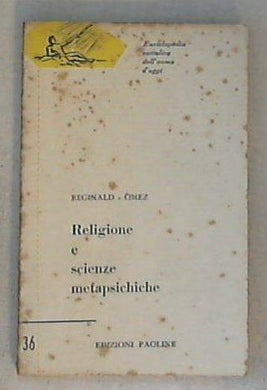 Enciclopedia
cattolica
dell'uomo
d'oggi
REGINALD - OMEZ
Religione
e
scienze
metapsichiche
36
EDIZIONI PAOLINE